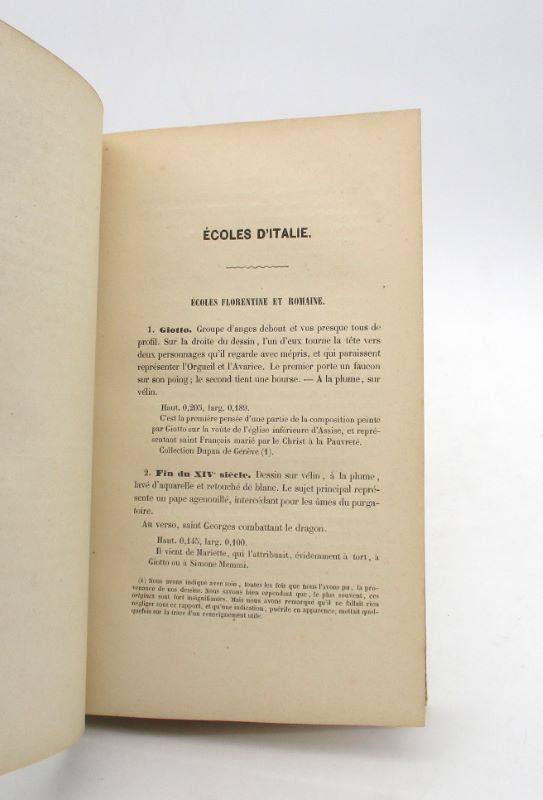 ÉCOLES D'ITALIE.
ÉCOLES FLORENTINE ET ROMAINE.
1. Giotto. Groupe d'anges debout et vus presque tous de
profil. Sur la droite du dessin, l'un d'eux tourne la tête vers
deux personnages qu'il regarde avec mépris, et qui paraissent
représenter l'Orgueil et l'Avarice. Le premier porte un faucon
sur son poing; le second tient une bourse. — À la plume, sur
vélin.
Haut. 0,205, larg. 0,189.
C'est la première pensée d'une partie de la composition peinte
par Giotto sur la voûte de l'église inférieure d'Assise, et repré-
sentant saint François marié par le Christ à la Pauvreté.
Collection Dupan de Genève (1).
2. Fin du XIVe siècle. Dessin sur vélin, à la plume,
lavé d'aquarelle et retouché de blanc. Le sujet principal repré-
sente un pape agenouillé, intercédant pour les âmes du purga-
toire.
Au verso, saint Georges combattant le dragon.
Haut. 0,145, larg. 0,100.
Il vient de Mariette, qui l'attribuait, évidemment à tort, à
Giotto ou à Simone Memmi.
(1) Nous avons indiqué avec soin, toutes les fois que nous l'avons pu, la pro-
venance de nos dessins. Nous savons bien cependant que, le plus souvent, ces
origines sont fort insignifiantes. Mais nous avons remarqué qu'il ne fallait rien
négliger sous ce rapport, et qu'une indication, puérile en apparence, mettait quel-
quefois sur la trace d'un renseignement utile.